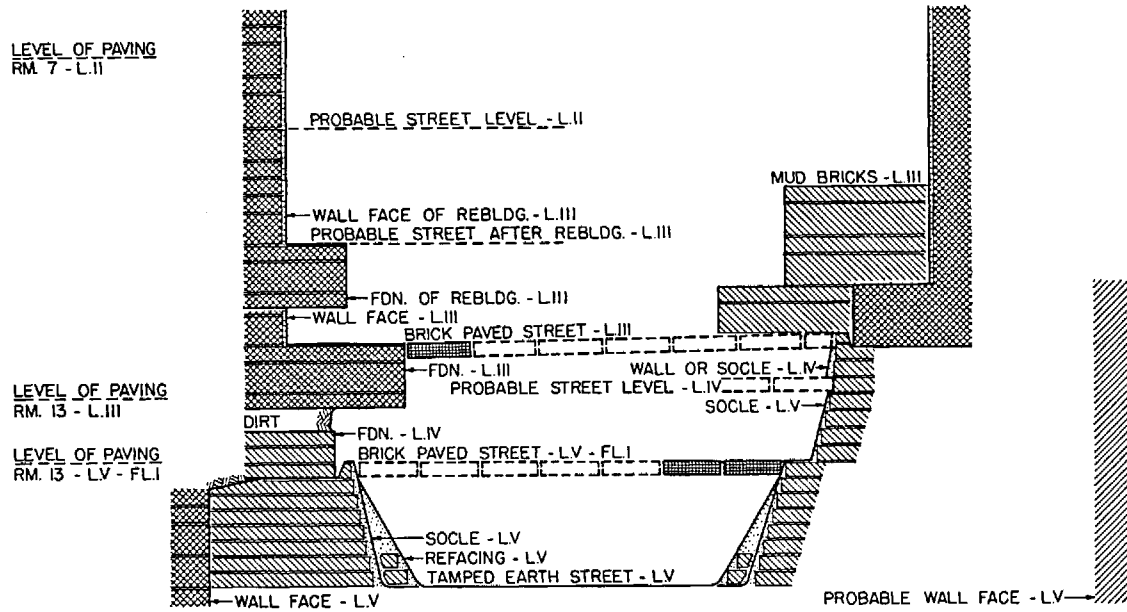 LEVEL OF PAVING
RM. 7 - L.II
PROBABLE STREET LEVEL - L.II
MUD BRICKS - L.III
WALL FACE OF REBLDG. - L.III
PROBABLE STREET AFTER REBLDG. - L.III
FDN. OF REBLDG. - L.III
WALL FACE - L.III
BRICK PAVED STREET - L.III
FDN. - L.III
WALL OR SOCLE - L.IV
PROBABLE STREET LEVEL - L.IV
LEVEL OF PAVING
RM. 13 - L.III
SOCLE - L.V
DIRT
FDN. - L.IV
BRICK PAVED STREET - L.V - FL.I
LEVEL OF PAVING
RM. 13 - L.V - FL.I
SOCLE - L.V
REFACING - L.V
TAMPED EARTH STREET - L.V
WALL FACE - L.V
PROBABLE WALL FACE - L.V